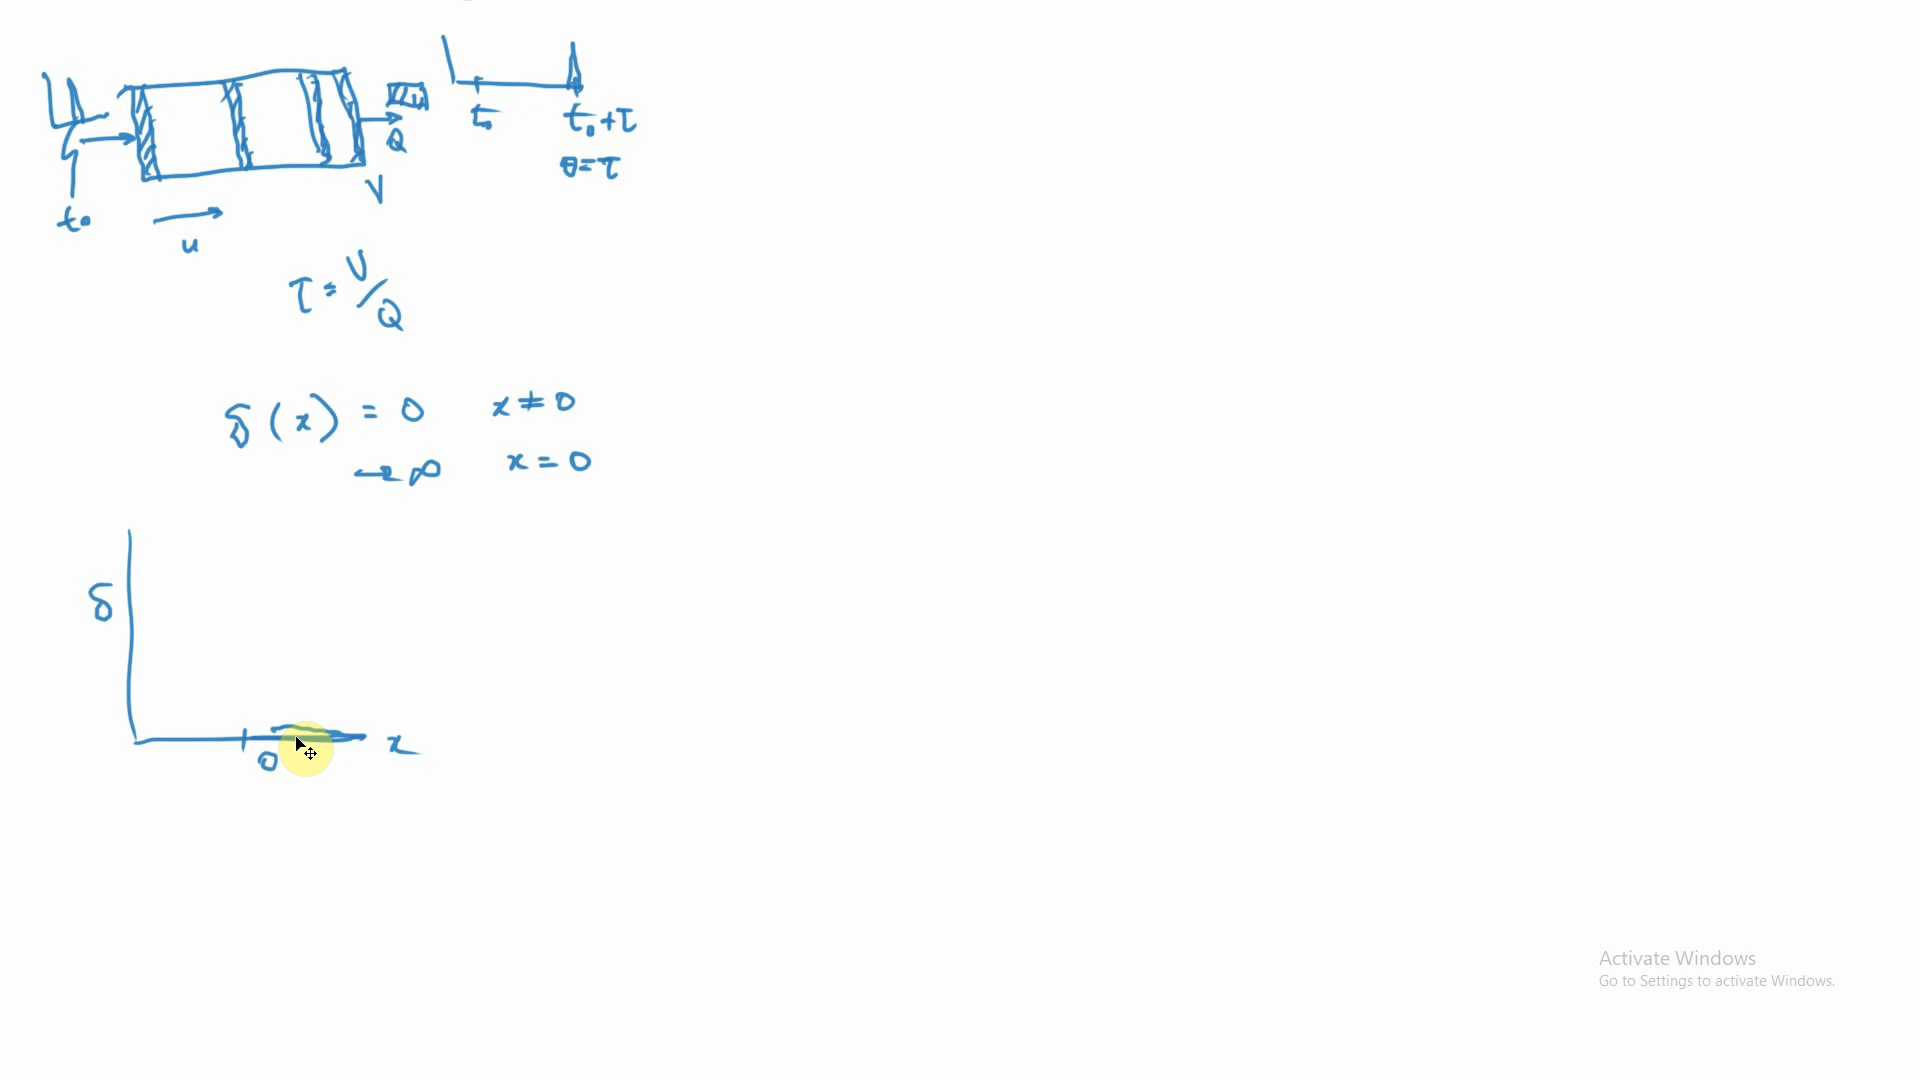 t₀
t₀+τ
Q
θ=τ
V
t₀
u
τ = V/Q
δ(x) = 0 x ≠ 0
→ ∞ x = 0
δ
0
x
Activate Windows
Go to Settings to activate Windows.